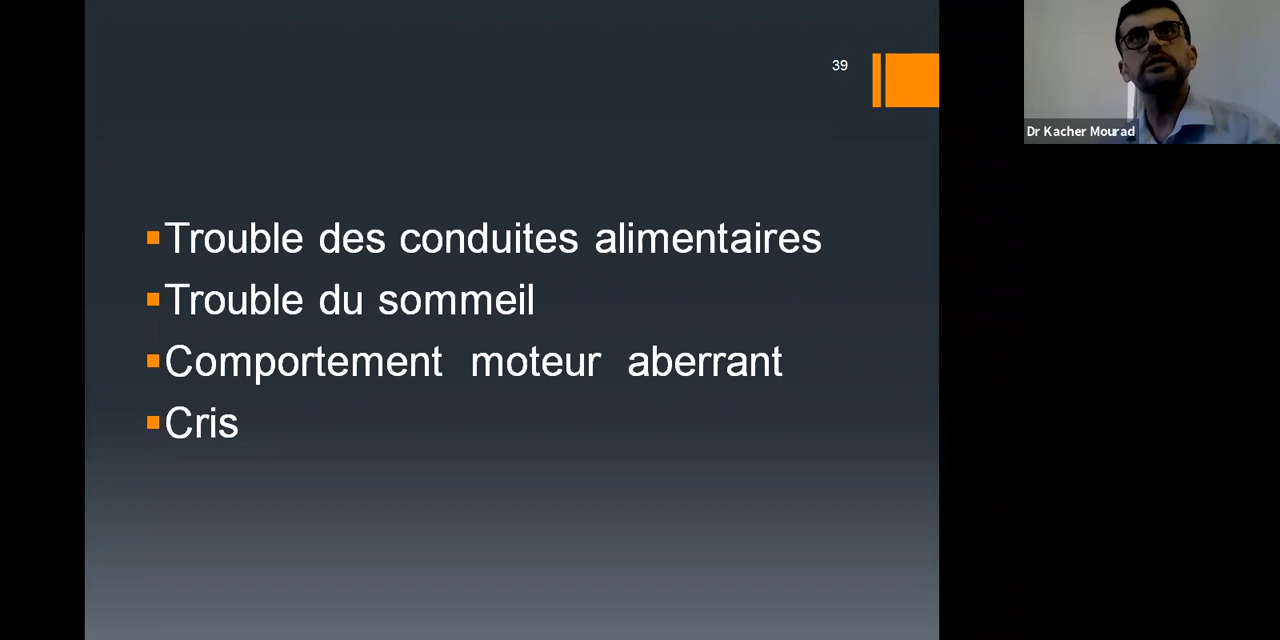 39
Dr Kacher Mourad
Trouble des conduites alimentaires
Trouble du sommeil
Comportement moteur aberrant
Cris